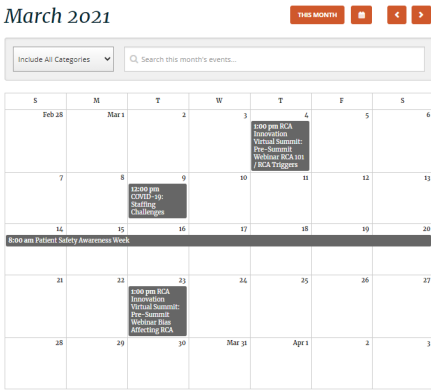 March 2021
THIS MONTH
Include All Categories
Search this month's events...
S M T W T F S
Feb 28 Mar 1 2 3 4 5 6
1:00 pm RCA
Innovation
Virtual Summit:
Pre-Summit
Webinar RCA 101
/ RCA Triggers
7 8 9 10 11 12 13
12:00 pm
COVID-19:
Staffing
Challenges
14 15 16 17 18 19 20
8:00 am Patient Safety Awareness Week
21 22 23 24 25 26 27
1:00 pm RCA
Innovation
Virtual Summit:
Pre-Summit
Webinar Bias
Affecting RCA
28 29 30 Mar 31 Apr 1 2 3